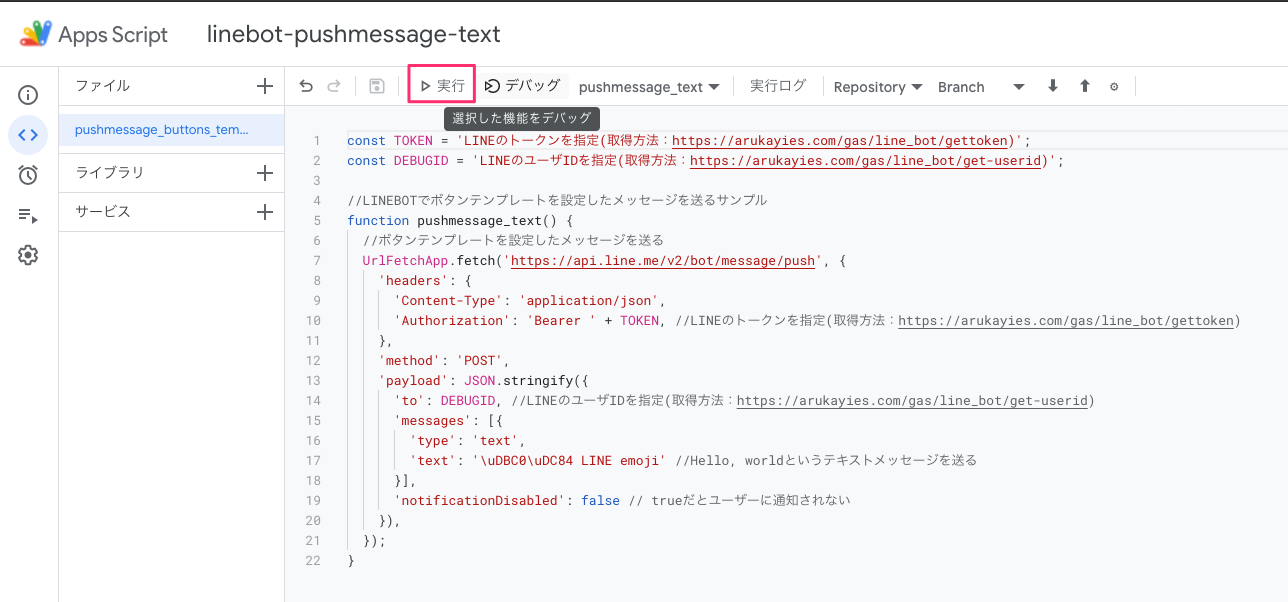 Apps Script linebot-pushmessage-text
ファイル
実行 デバッグ pushmessage_text 実行ログ Repository Branch
選択した機能をデバッグ
pushmessage_buttons_tem...
ライブラリ
サービス
1 const TOKEN = 'LINEのトークンを指定(取得方法：https://arukayies.com/gas/line_bot/gettoken)';
2 const DEBUGID = 'LINEのユーザIDを指定(取得方法：https://arukayies.com/gas/line_bot/get-userid)';
3
4 //LINEBOTでボタンテンプレートを設定したメッセージを送るサンプル
5 function pushmessage_text() {
6 //ボタンテンプレートを設定したメッセージを送る
7 UrlFetchApp.fetch('https://api.line.me/v2/bot/message/push', {
8 'headers': {
9 'Content-Type': 'application/json',
10 'Authorization': 'Bearer ' + TOKEN, //LINEのトークンを指定(取得方法：https://arukayies.com/gas/line_bot/gettoken)
11 },
12 'method': 'POST',
13 'payload': JSON.stringify({
14 'to': DEBUGID, //LINEのユーザIDを指定(取得方法：https://arukayies.com/gas/line_bot/get-userid)
15 'messages': [{
16 'type': 'text',
17 'text': '\uDBC0\uDC84 LINE emoji' //Hello, worldというテキストメッセージを送る
18 }],
19 'notificationDisabled': false // trueだとユーザーに通知されない
20 }),
21 });
22 }